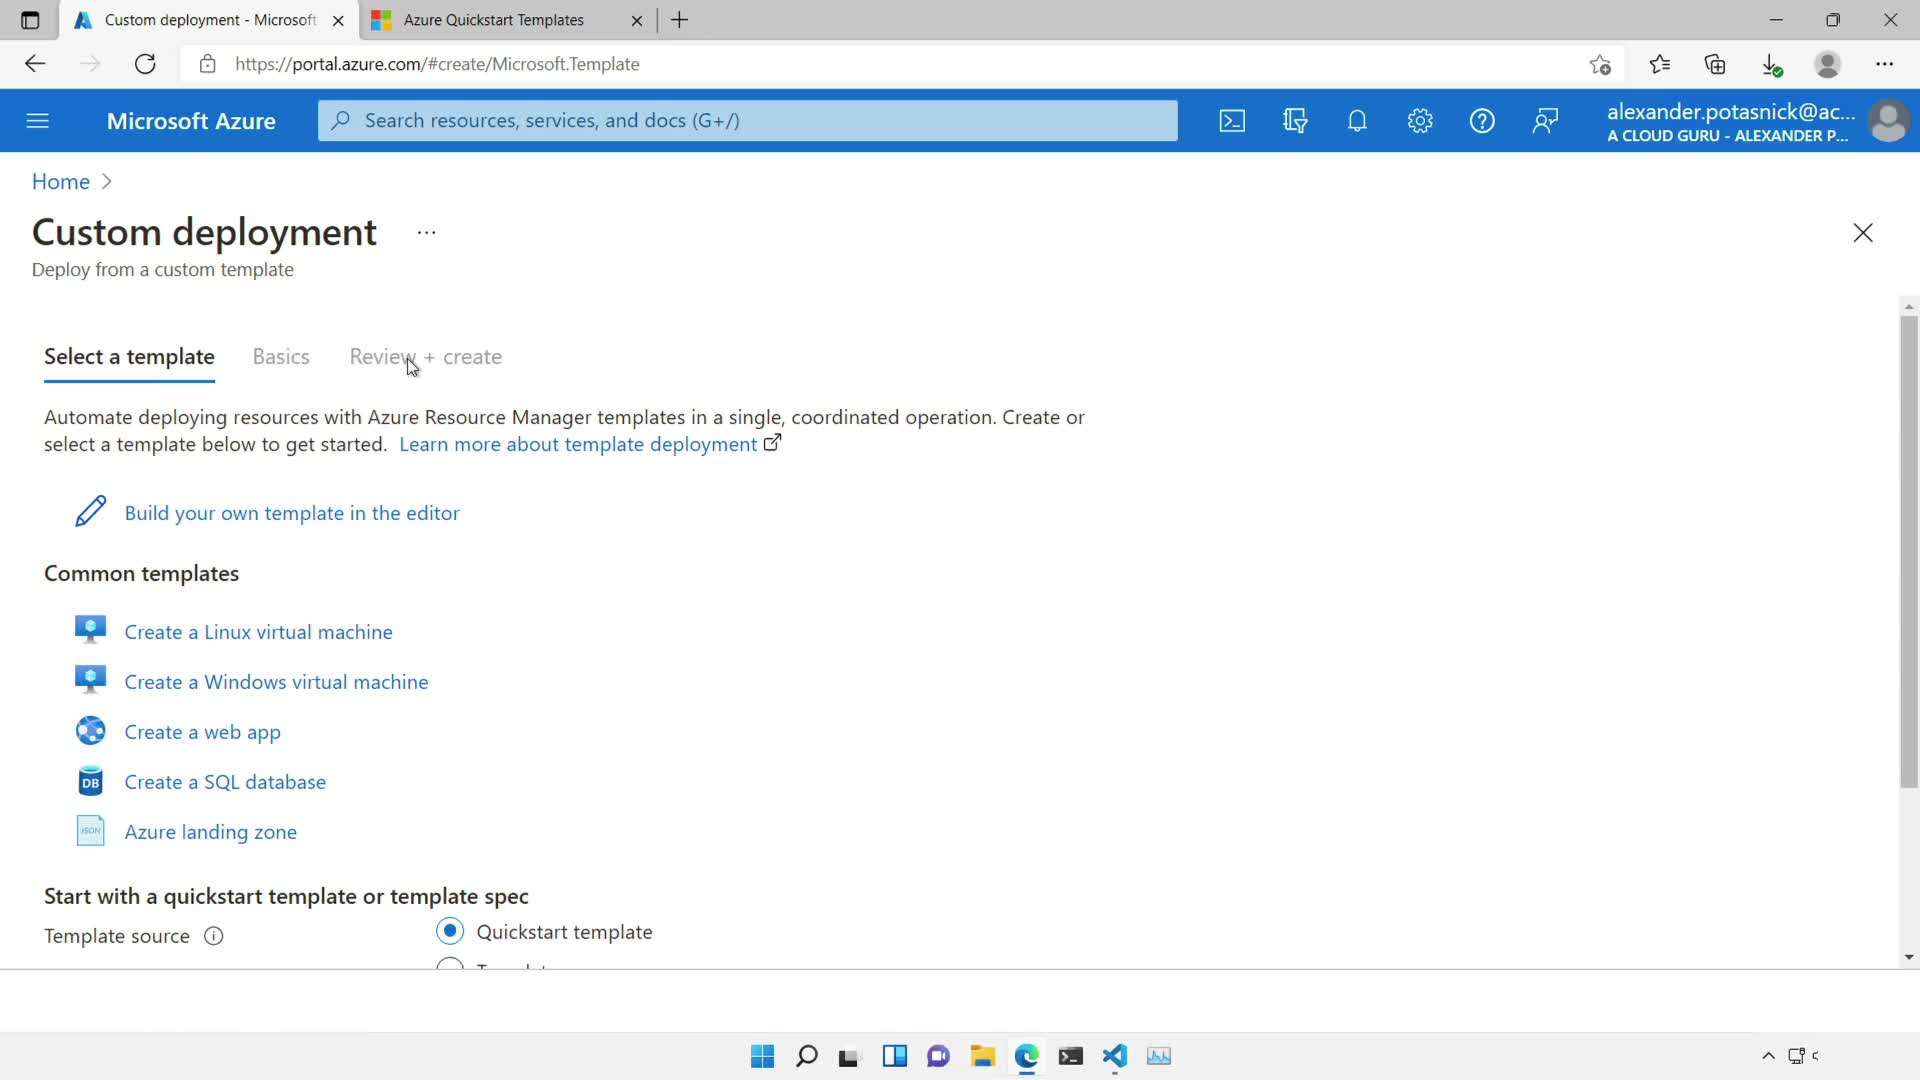 Custom deployment - Microsoft
Azure Quickstart Templates
https://portal.azure.com/#create/Microsoft.Template
Microsoft Azure
Search resources, services, and docs (G+/)
alexander.potasnick@ac...
A CLOUD GURU - ALEXANDER P...
Home
Custom deployment
...
Deploy from a custom template
Select a template
Basics
Review + create
Automate deploying resources with Azure Resource Manager templates in a single, coordinated operation. Create or
select a template below to get started. Learn more about template deployment
Build your own template in the editor
Common templates
Create a Linux virtual machine
Create a Windows virtual machine
Create a web app
DB
Create a SQL database
JSON
Azure landing zone
Start with a quickstart template or template spec
Template source
Quickstart template